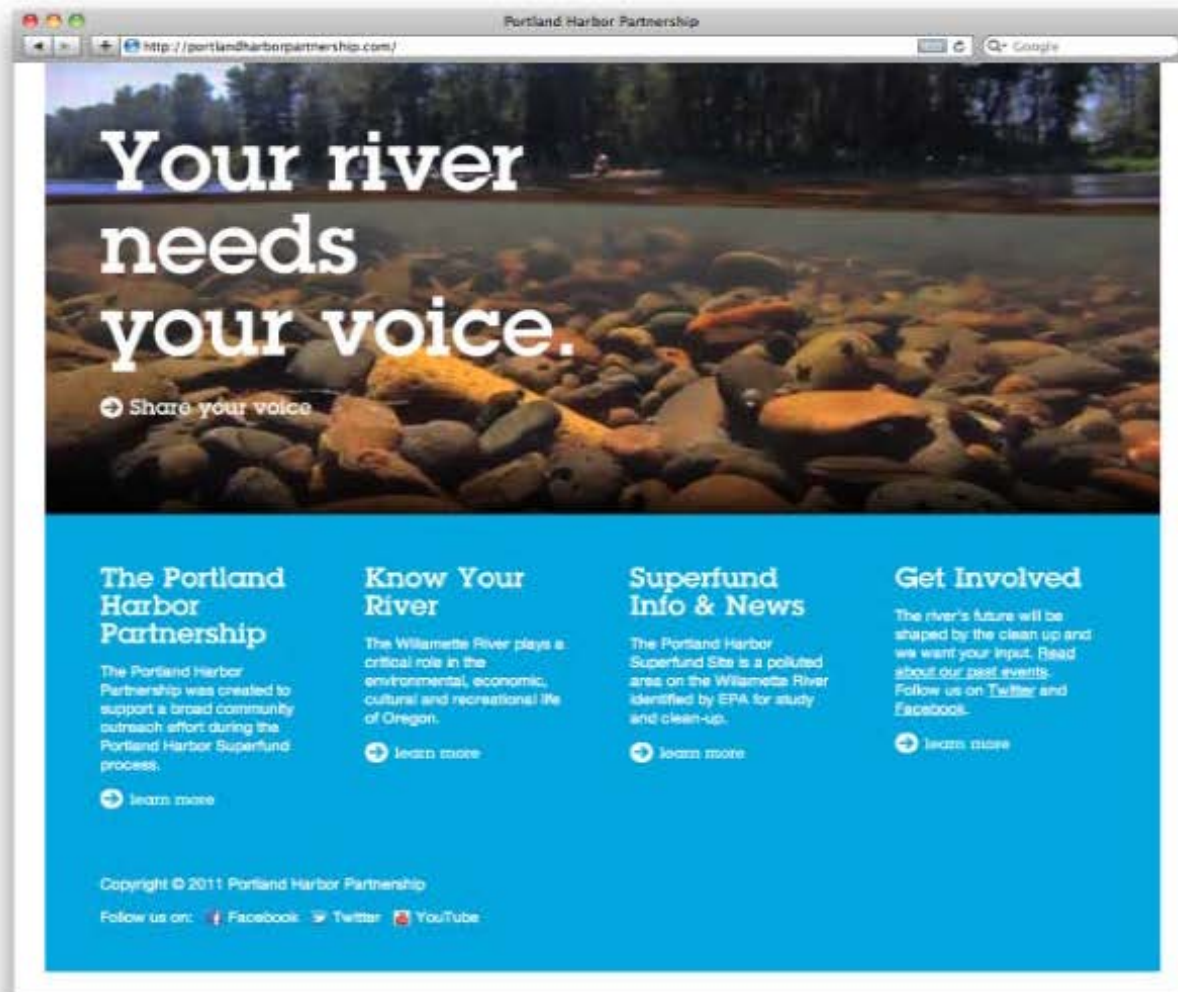 Portland Harbor Partnership
http://portlandharborpartnership.com/
Google
Your river
needs
your voice.
Share your voice
The Portland
Harbor
Partnership
The Portland Harbor
Partnership was created to
support a broad community
outreach effort during the
Portland Harbor Superfund
process.
learn more
Know Your
River
The Willamette River plays a
critical role in the
environmental, economic,
cultural and recreational life
of Oregon.
learn more
Superfund
Info & News
The Portland Harbor
Superfund Site is a polluted
area on the Willamette River
identified by EPA for study
and clean-up.
learn more
Get Involved
The river's future will be
shaped by the clean up and
we want your input. Read
about our past events.
Follow us on Twitter and
Facebook.
learn more
Copyright © 2011 Portland Harbor Partnership
Follow us on: Facebook Twitter YouTube